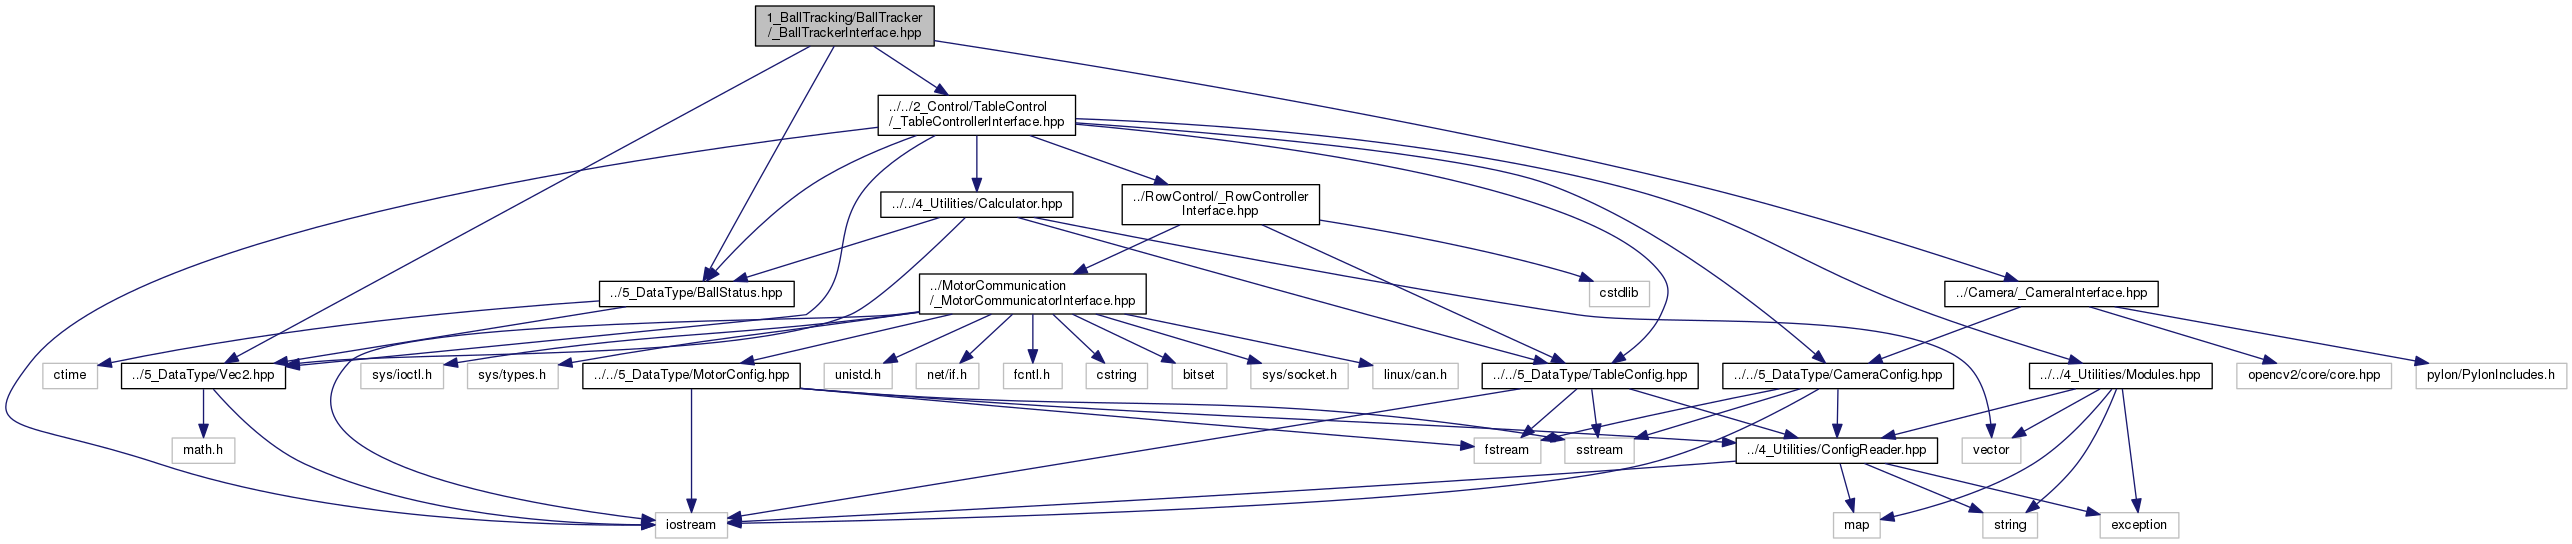 1_BallTracking/BallTracker
/_BallTrackerInterface.hpp
../../2_Control/TableControl
/_TableControllerInterface.hpp
../../4_Utilities/Calculator.hpp
../RowControl/_RowController
Interface.hpp
../5_DataType/BallStatus.hpp
../MotorCommunication
/_MotorCommunicatorInterface.hpp
cstdlib
../Camera/_CameraInterface.hpp
ctime
../5_DataType/Vec2.hpp
sys/ioctl.h
sys/types.h
../../5_DataType/MotorConfig.hpp
unistd.h
net/if.h
fcntl.h
cstring
bitset
sys/socket.h
linux/can.h
../../5_DataType/TableConfig.hpp
../../5_DataType/CameraConfig.hpp
../../4_Utilities/Modules.hpp
opencv2/core/core.hpp
pylon/PylonIncludes.h
math.h
fstream
sstream
../4_Utilities/ConfigReader.hpp
vector
iostream
map
string
exception